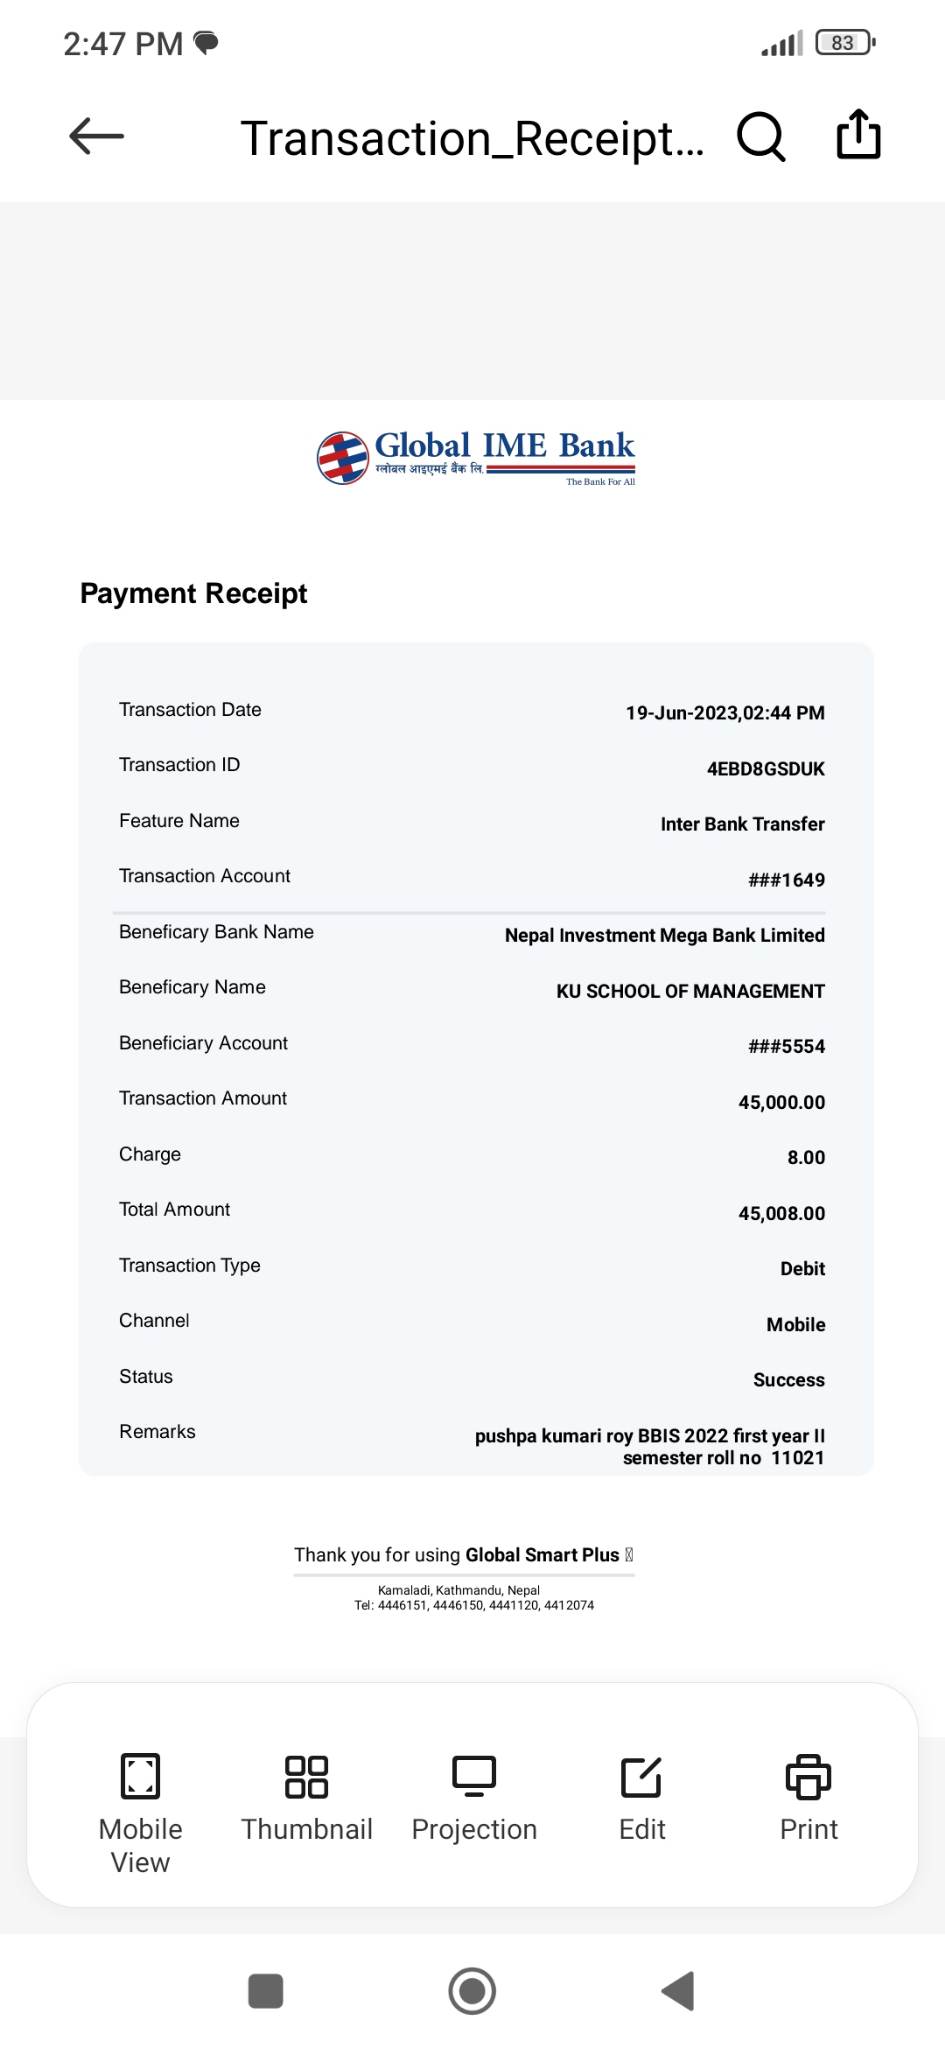 2:47 PM
83
Transaction_Receipt...
Global IME Bank
ग्लोबल आइएमई बैंक लि.
The Bank For All
Payment Receipt
Transaction Date 19-Jun-2023,02:44 PM
Transaction ID 4EBD8GSDUK
Feature Name Inter Bank Transfer
Transaction Account ###1649
Beneficary Bank Name Nepal Investment Mega Bank Limited
Beneficary Name KU SCHOOL OF MANAGEMENT
Beneficiary Account ###5554
Transaction Amount 45,000.00
Charge 8.00
Total Amount 45,008.00
Transaction Type Debit
Channel Mobile
Status Success
Remarks pushpa kumari roy BBIS 2022 first year II
semester roll no 11021
Thank you for using Global Smart Plus
Kamaladi, Kathmandu, Nepal
Tel: 4446151, 4446150, 4441120, 4412074
Mobile View
Thumbnail
Projection
Edit
Print